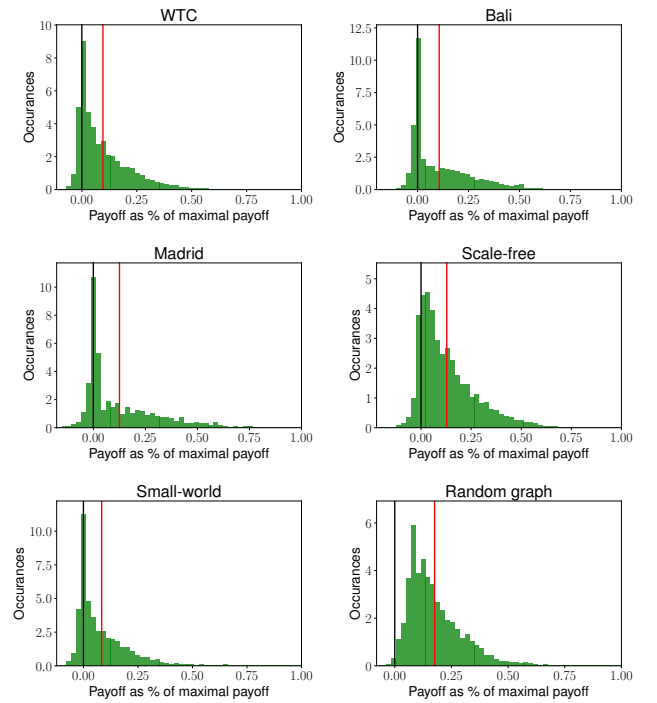 WTC
10
8
6
4
2
0
Occurances
0.00 0.25 0.50 0.75 1.00
Payoff as % of maximal payoff
Bali
12.5
10.0
7.5
5.0
2.5
0.0
Occurances
0.00 0.25 0.50 0.75 1.00
Payoff as % of maximal payoff
Madrid
10
8
6
4
2
0
Occurances
0.00 0.25 0.50 0.75 1.00
Payoff as % of maximal payoff
Scale-free
5
4
3
2
1
0
Occurances
0.00 0.25 0.50 0.75 1.00
Payoff as % of maximal payoff
Small-world
10.0
7.5
5.0
2.5
0.0
Occurances
0.00 0.25 0.50 0.75 1.00
Payoff as % of maximal payoff
Random graph
6
4
2
0
Occurances
0.00 0.25 0.50 0.75 1.00
Payoff as % of maximal payoff